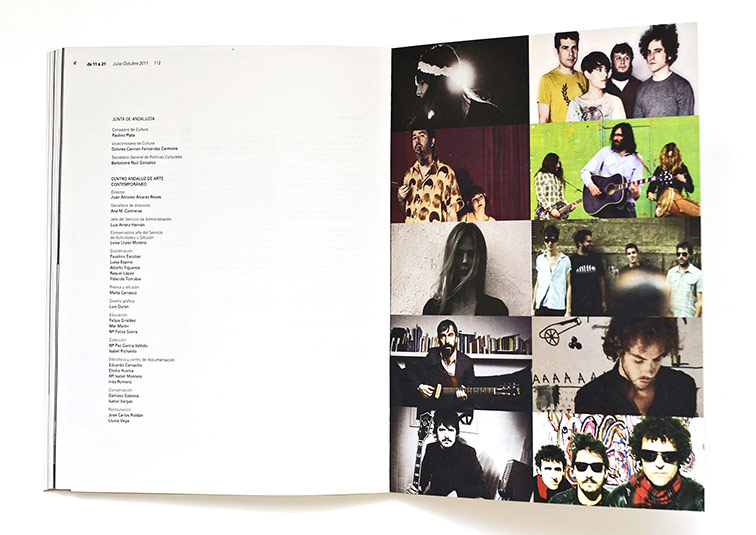 d de 11 a 21 Julio-Octubre 2011 112
JUNTA DE ANDALUCÍA
Consejero de Cultura
Paulino Plata
Viceconsejera de Cultura
Dolores Carmen Fernández Carmona
Secretario General de Políticas Culturales
Bartolomé Ruiz González
CENTRO ANDALUZ DE ARTE
CONTEMPORÁNEO
Director
Juan Antonio Álvarez Reyes
Secretaria de dirección
Ana M. Contreras
Jefe del Servicio de Administración
Luis Arranz Hernán
Conservadora jefe del Servicio
de Actividades y Difusión
Luisa López Moreno
Coordinación
Faustino Escobar
Luisa Espino
Alberto Figueroa
Raquel López
Yolanda Torrubia
Prensa y difusión
Marta Carrasco
Diseño gráfico
Luis Durán
Educación
Felipa Giráldez
Mar Martín
Mª Felisa Sierra
Colección
Mª Paz García Vellido
Isabel Pichardo
Biblioteca y centro de documentación
Eduardo Camacho
Elodia Huelva
Mª Isabel Montero
Inés Romero
Conservación
Dámaso Cabrera
Isabel Vargas
Restauración
José Carlos Roldán
Lluvia Vega
A A A A A